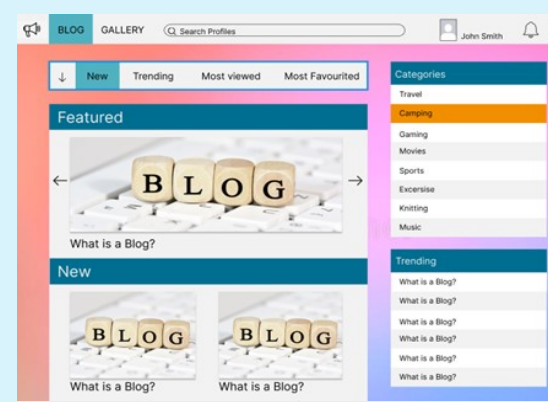 BLOG GALLERY Search Profiles John Smith
New Trending Most viewed Most Favourited
Featured
BLOG
What is a Blog?
New
BLOG BLOG
What is a Blog? What is a Blog?
Categories
Travel
Camping
Gaming
Movies
Sports
Excersise
Knitting
Music
Trending
What is a Blog?
What is a Blog?
What is a Blog?
What is a Blog?
What is a Blog?
What is a Blog?